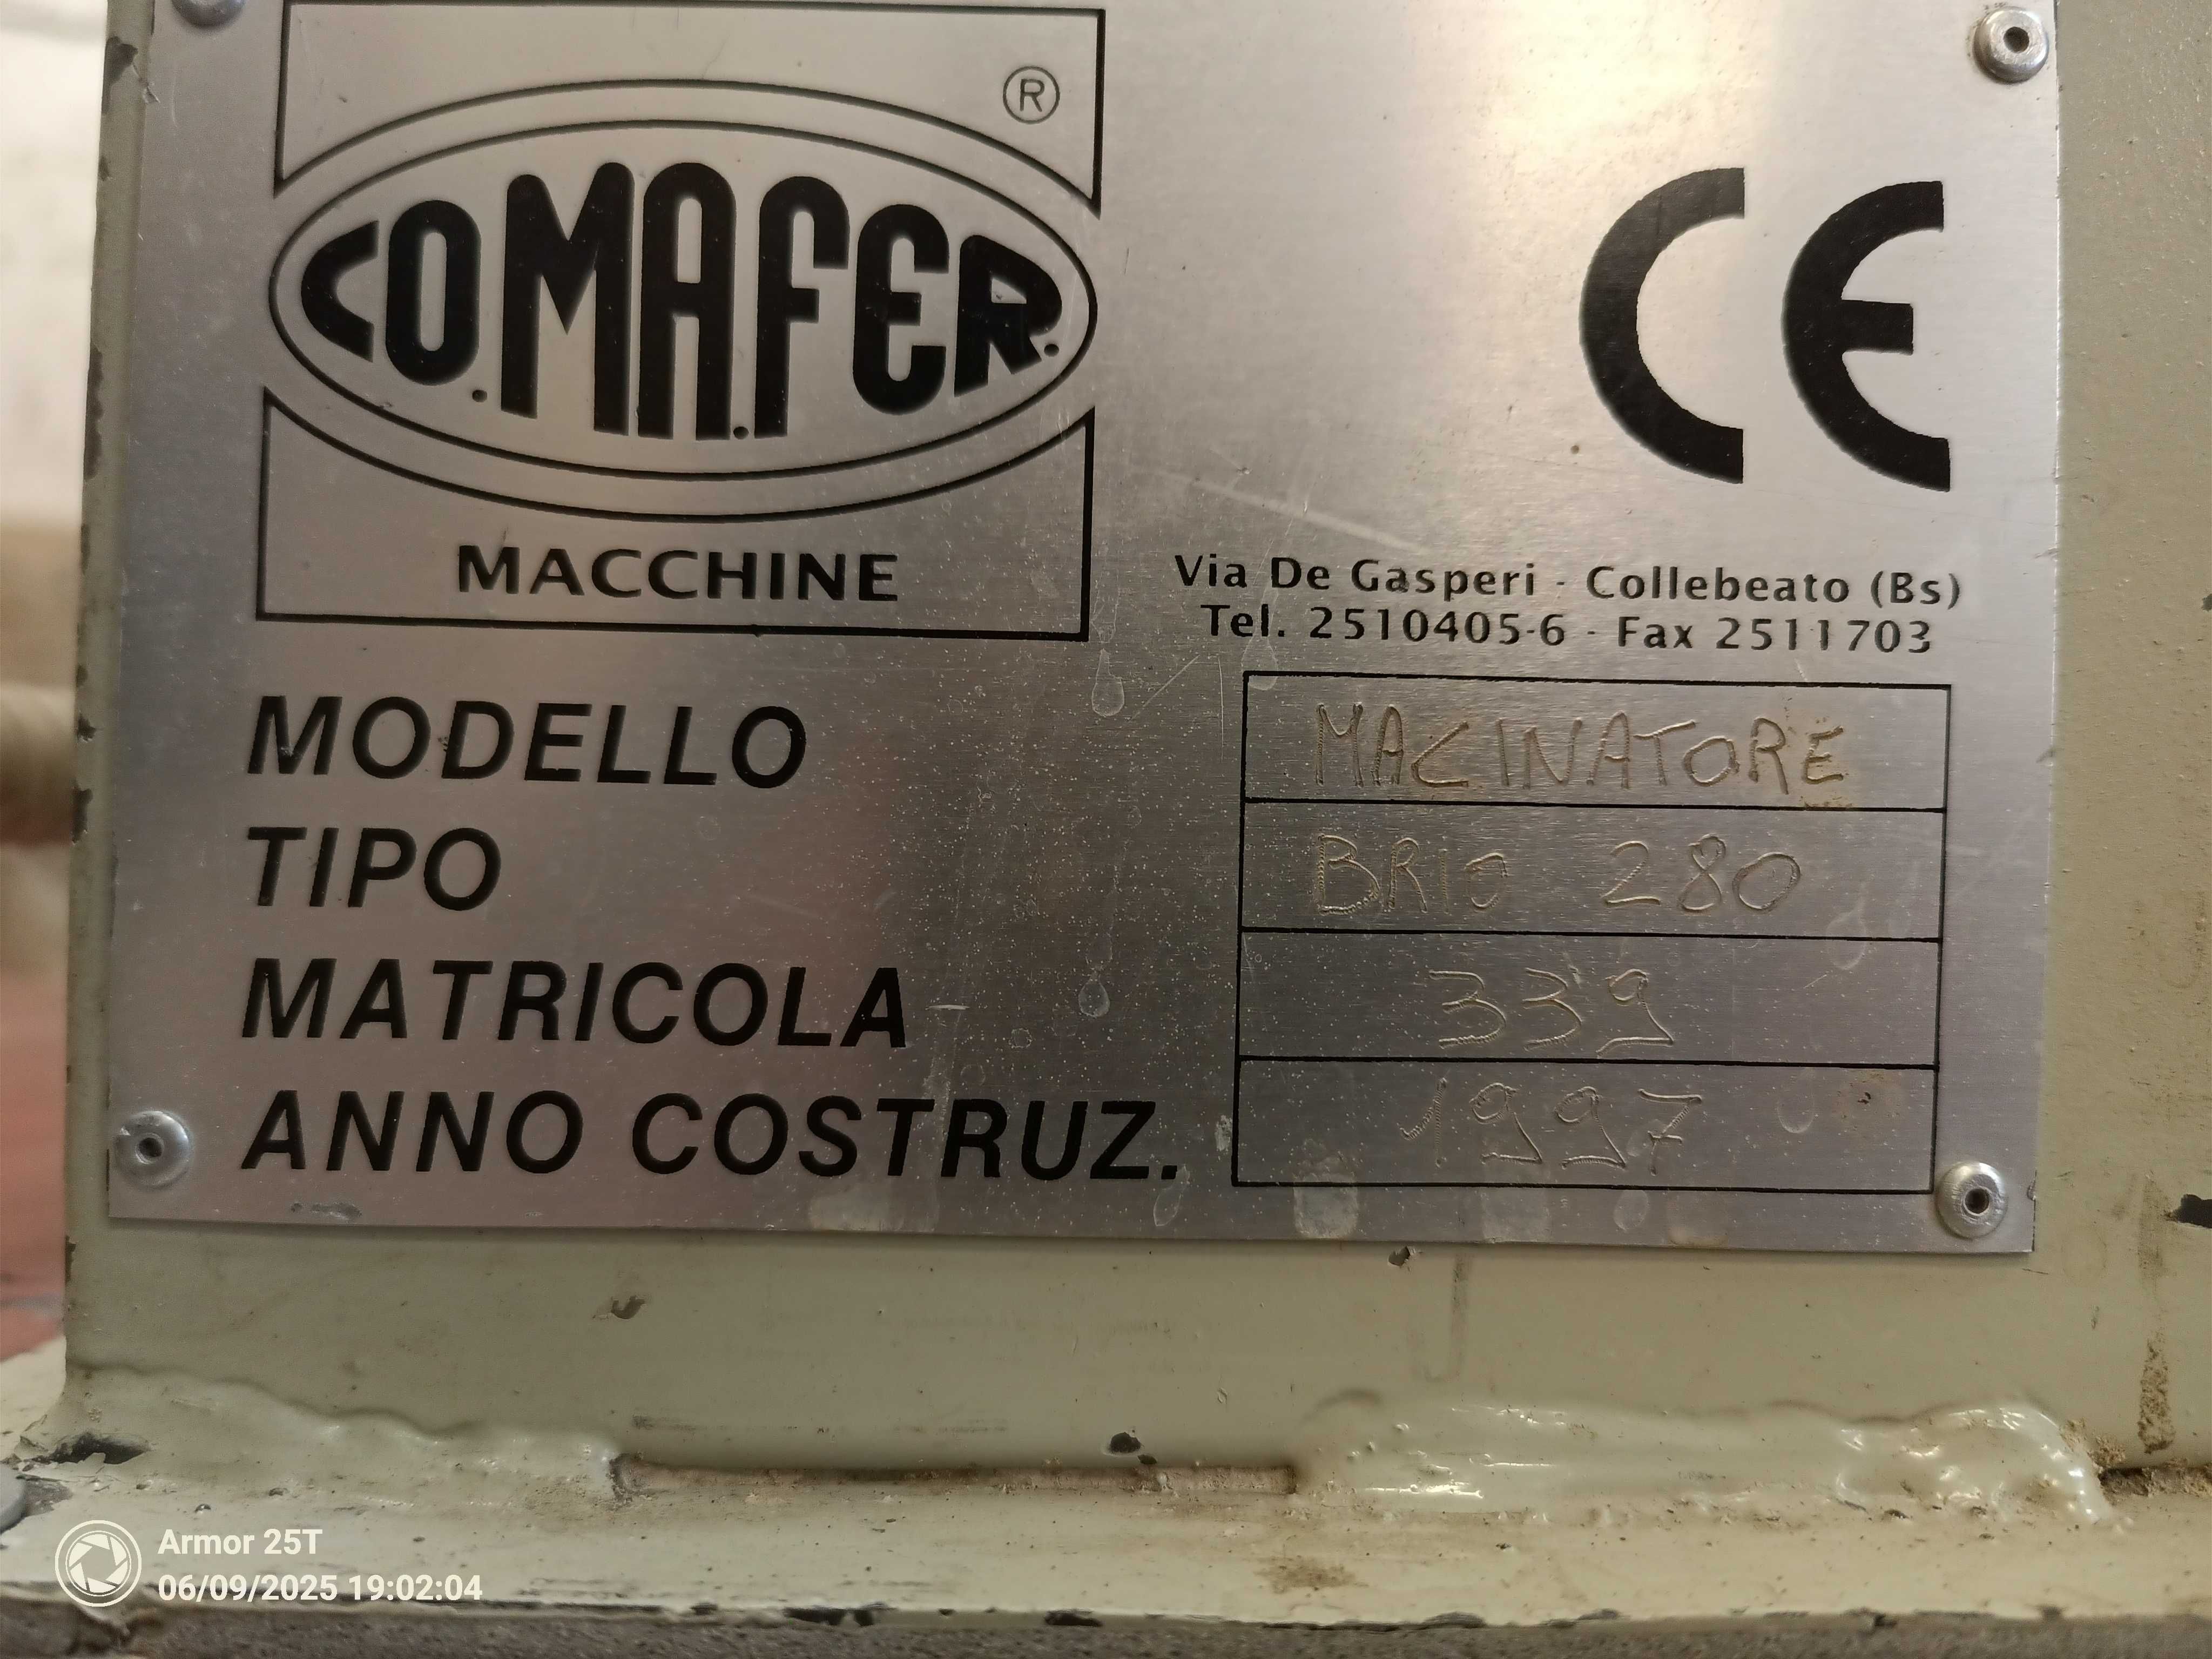 ®
CO.MA.FER.
MACCHINE
CE
Via De Gasperi - Collebeato (Bs)
Tel. 2510405-6 - Fax 2511703
MODELLO MACINATORE
TIPO BRIO 280
MATRICOLA 339
ANNO COSTRUZ. 1997
Armor 25T
06/09/2025 19:02:04